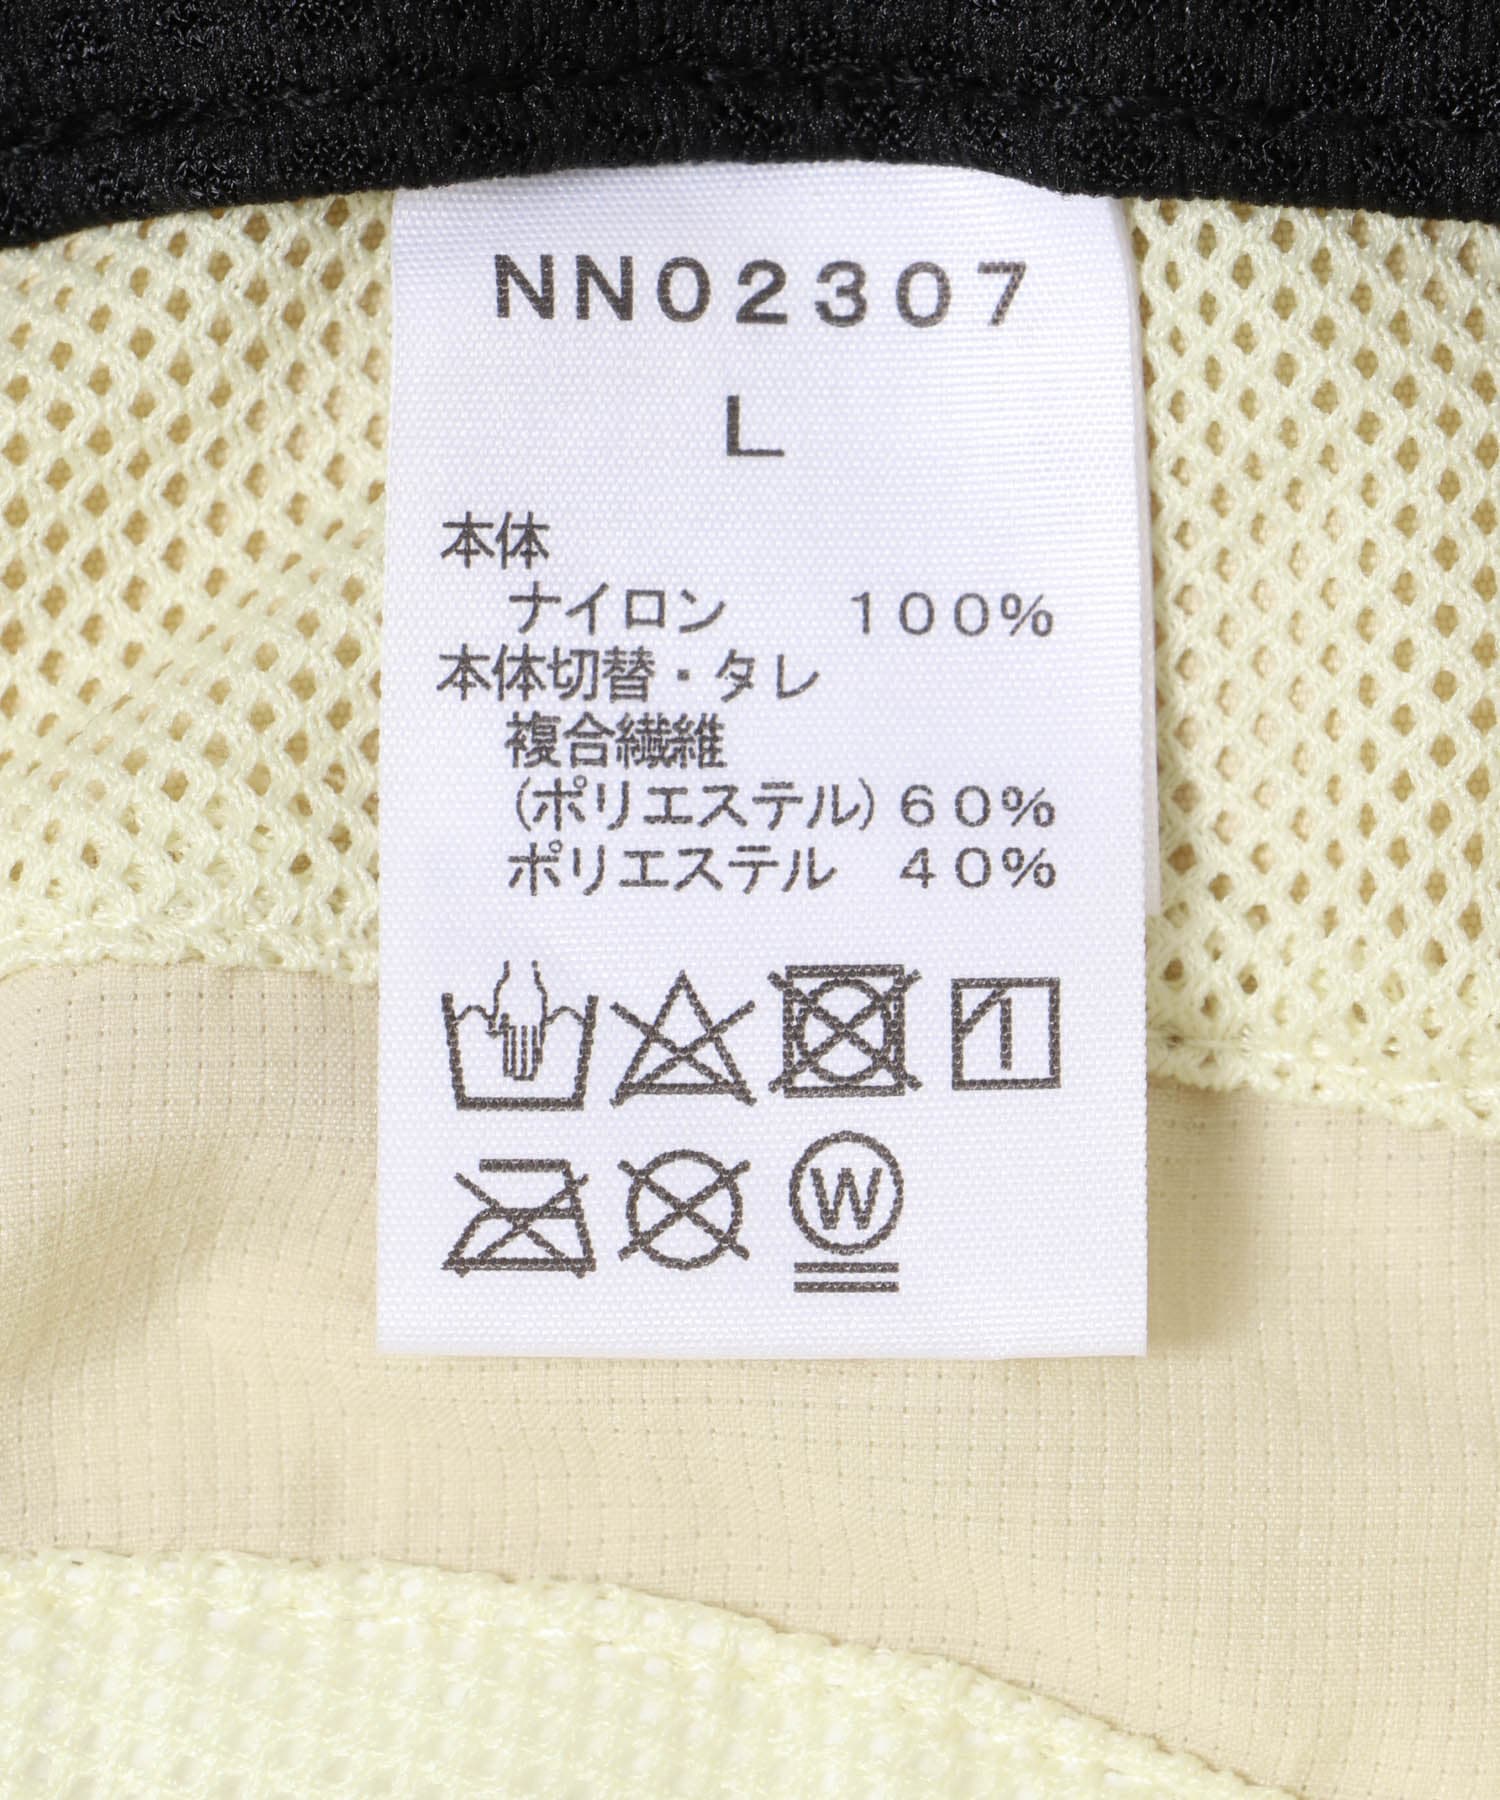 NN02307
L
本体
ナイロン 100%
本体切替・タレ
複合繊維
(ポリエステル) 60%
ポリエステル 40%
1
W